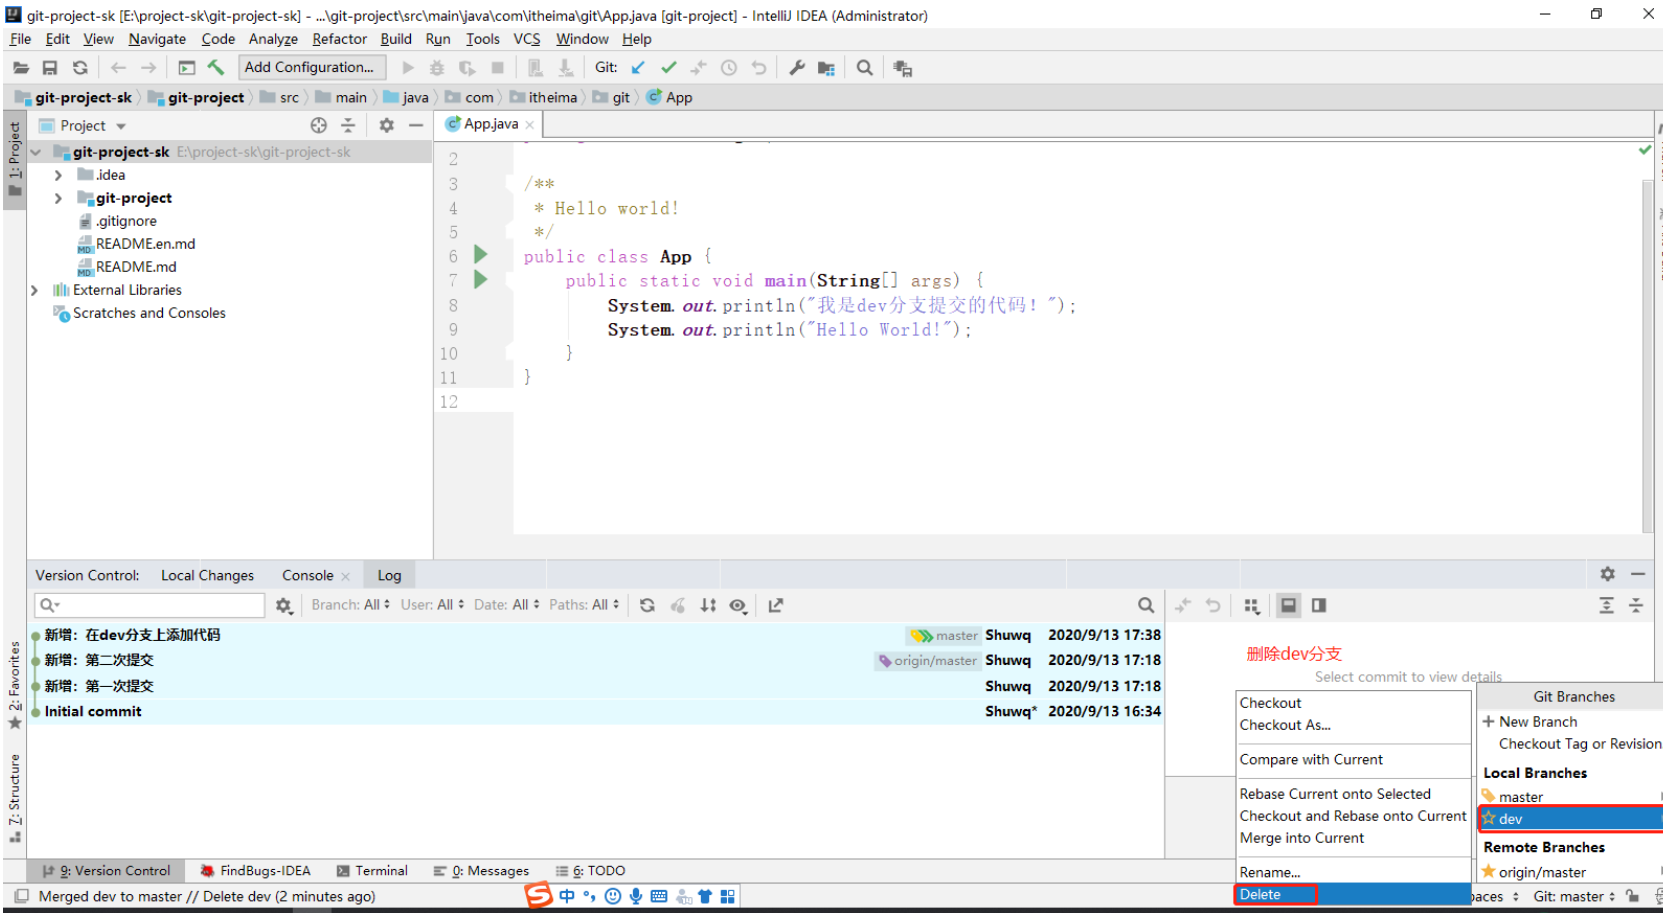 git-project-sk [E:\project-sk\git-project-sk] - ...\git-project\src\main\java\com\itheima\git\App.java [git-project] - IntelliJ IDEA (Administrator)
File Edit View Navigate Code Analyze Refactor Build Run Tools VCS Window Help
Add Configuration... Git:
git-project-sk git-project src main java com itheima git App
1: Project
Project
App.java
git-project-sk E:\project-sk\git-project-sk
.idea
git-project
.gitignore
README.en.md
README.md
External Libraries
Scratches and Consoles
2
3 /**
4 * Hello world!
5 */
6 public class App {
7 public static void main(String[] args) {
8 System.out.println("我是dev分支提交的代码！");
9 System.out.println("Hello World!");
10 }
11 }
12
Version Control: Local Changes Console Log
Branch: All User: All Date: All Paths: All
新增：在dev分支上添加代码 master Shuwq 2020/9/13 17:38
新增：第二次提交 origin/master Shuwq 2020/9/13 17:18
新增：第一次提交 Shuwq 2020/9/13 17:18
Initial commit Shuwq* 2020/9/13 16:34
2: Favorites
Z: Structure
删除dev分支
Select commit to view details
Checkout
Checkout As...
Compare with Current
Rebase Current onto Selected
Checkout and Rebase onto Current
Merge into Current
Rename...
Delete
Git Branches
New Branch
Checkout Tag or Revision
Local Branches
master
dev
Remote Branches
origin/master
9: Version Control FindBugs-IDEA Terminal 0: Messages 6: TODO
Merged dev to master // Delete dev (2 minutes ago) 中 paces Git: master